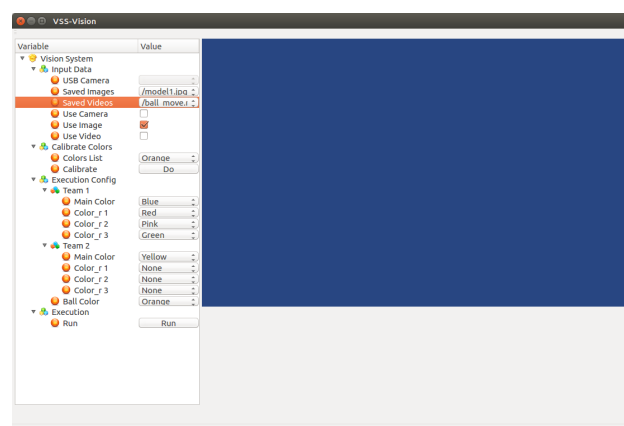 VSS-Vision
Variable Value
Vision System
Input Data
USB Camera
Saved Images /model1.jpg
Saved Videos
Use Camera
Use Image
Use Video
Calibrate Colors
Colors List Orange
Calibrate Do
Execution Config
Team 1
Main Color Blue
Color_r 1 Red
Color_r 2 Pink
Color_r 3 Green
Team 2
Main Color Yellow
Color_r 1 None
Color_r 2 None
Color_r 3 None
Ball Color Orange
Execution
Run Run